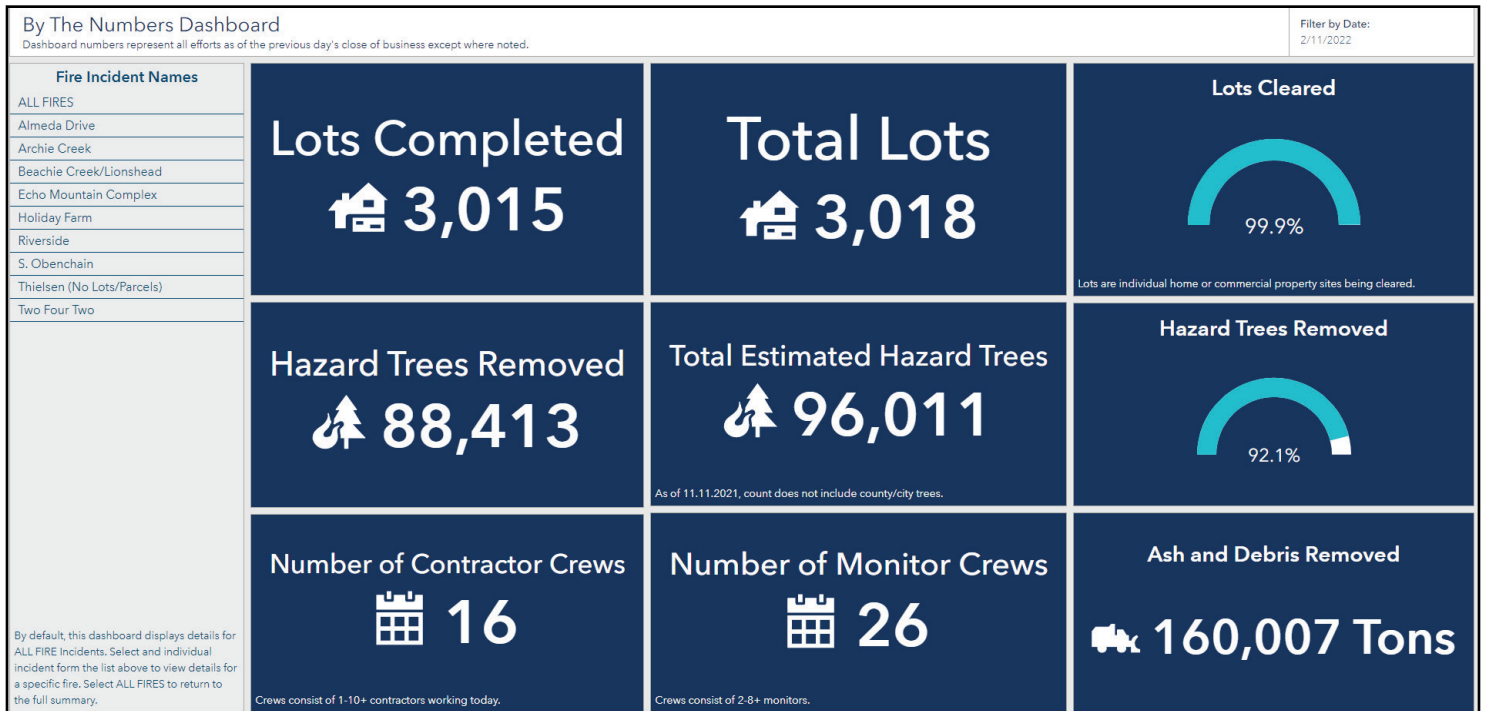 By The Numbers Dashboard
Dashboard numbers represent all efforts as of the previous day's close of business except where noted.
Filter by Date:
2/11/2022
Fire Incident Names
ALL FIRES
Almeda Drive
Archie Creek
Beachie Creek/Lionshead
Echo Mountain Complex
Holiday Farm
Riverside
S. Obenchain
Thielsen (No Lots/Parcels)
Two Four Two
By default, this dashboard displays details for
ALL FIRE Incidents. Select and individual
incident form the list above to view details for
a specific fire. Select ALL FIRES to return to
the full summary.
Lots Completed
3,015
Total Lots
3,018
Lots Cleared
99.9%
Lots are individual home or commercial property sites being cleared.
Hazard Trees Removed
88,413
Total Estimated Hazard Trees
96,011
As of 11.11.2021, count does not include county/city trees.
Hazard Trees Removed
92.1%
Number of Contractor Crews
16
Crews consist of 1-10+ contractors working today.
Number of Monitor Crews
26
Crews consist of 2-8+ monitors.
Ash and Debris Removed
160,007 Tons